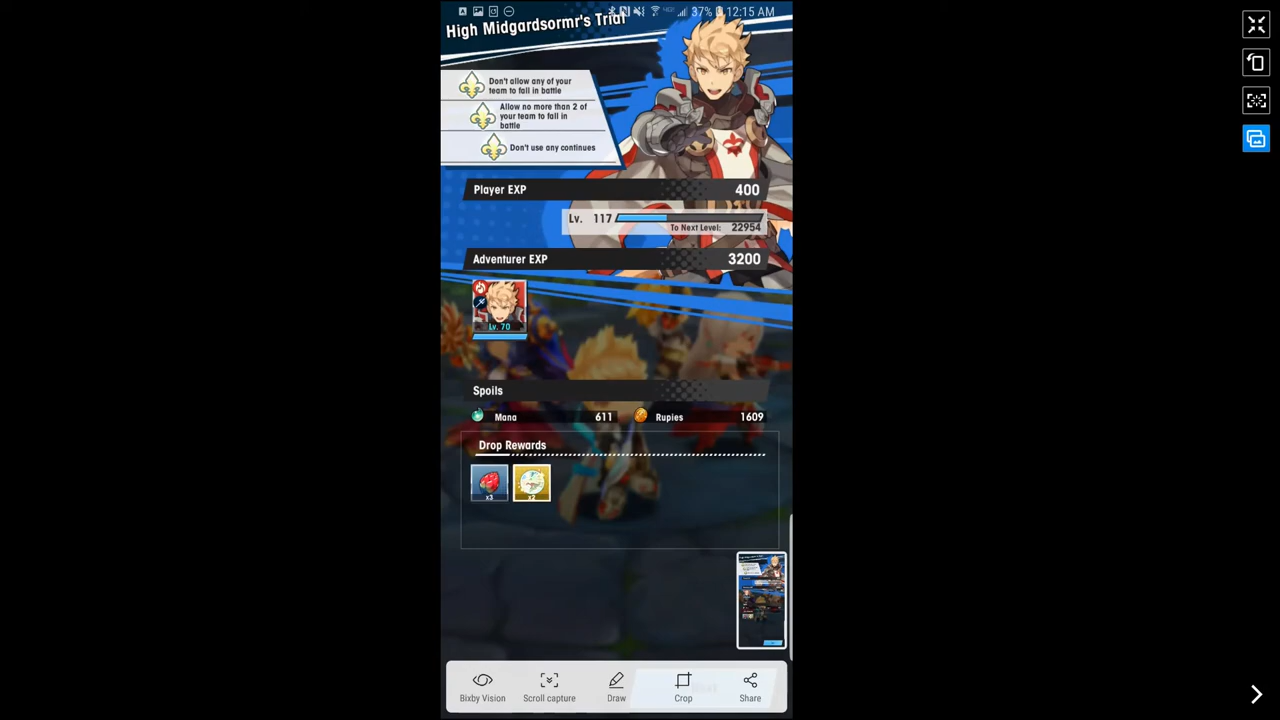 37% 12:15 AM
High Midgardsormr's Trial
Don't allow any of your
team to fall in battle
Allow no more than 2 of
your team to fall in
battle
Don't use any continues
Player EXP 400
Lv. 117
To Next Level: 22954
Adventurer EXP 3200
Lv. 70
Spoils
Mana 611 Rupies 1609
Drop Rewards
x3 x2
Bixby Vision Scroll capture Draw Crop Share